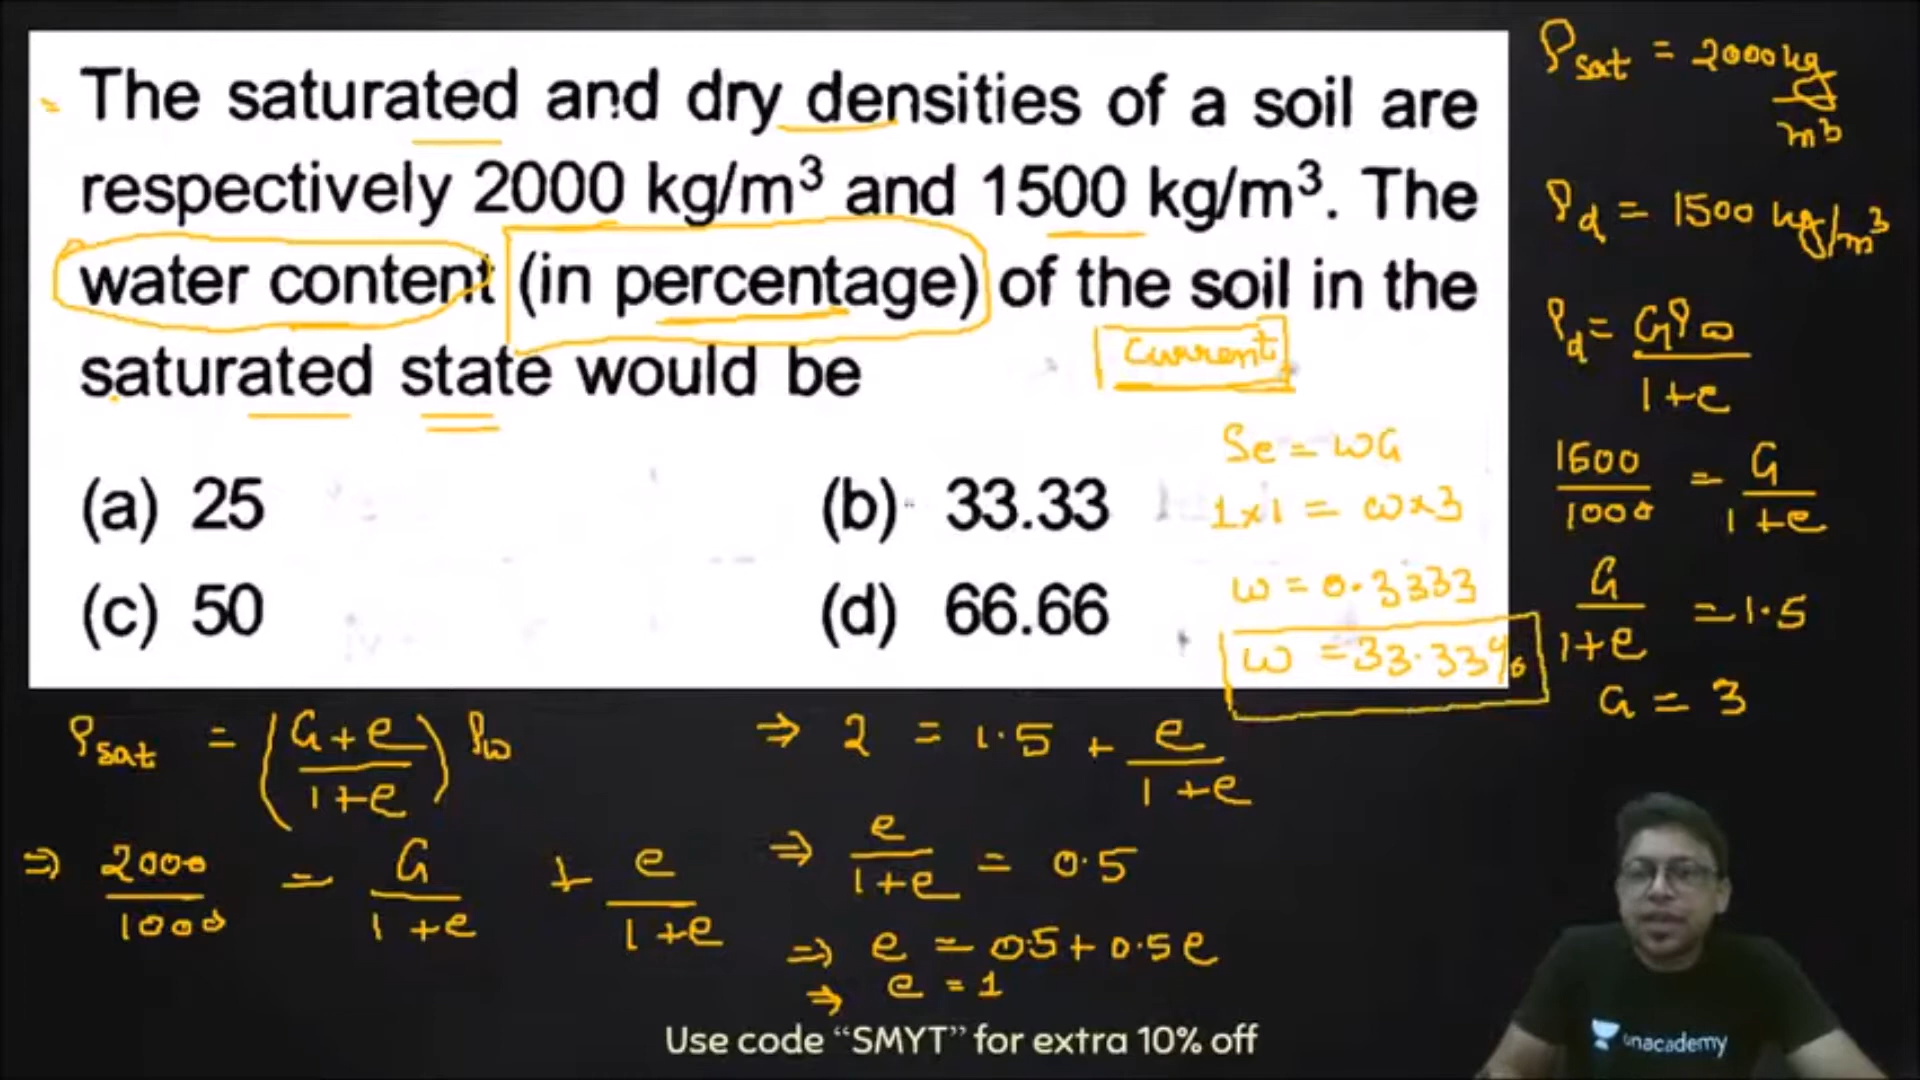 The saturated and dry densities of a soil are
respectively 2000 kg/m³ and 1500 kg/m³. The
water content (in percentage) of the soil in the
saturated state would be
(a) 25
(b) 33.33
(c) 50
(d) 66.66
Current
Se = wG
1×1 = w×3
w = 0.3333
w = 33.33%
ρsat = 2000 kg/m³
ρd = 1500 kg/m³
ρd = Gρw/1+e
1500/1000 = G/1+e
G/1+e = 1.5
G = 3
ρsat = (G+e/1+e) ρw
⇒ 2000/1000 = G/1+e + e/1+e
⇒ 2 = 1.5 + e/1+e
⇒ e/1+e = 0.5
⇒ e = 0.5+0.5e
⇒ e = 1
Use code “SMYT” for extra 10% off
unacademy